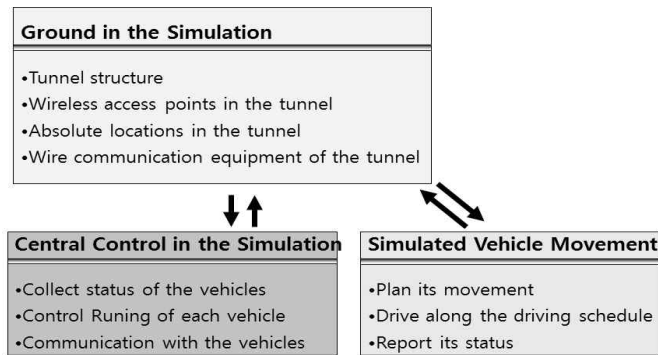 Ground in the Simulation
•Tunnel structure
•Wireless access points in the tunnel
•Absolute locations in the tunnel
•Wire communication equipment of the tunnel
Central Control in the Simulation
•Collect status of the vehicles
•Control Runing of each vehicle
•Communication with the vehicles
Simulated Vehicle Movement
•Plan its movement
•Drive along the driving schedule
•Report its status